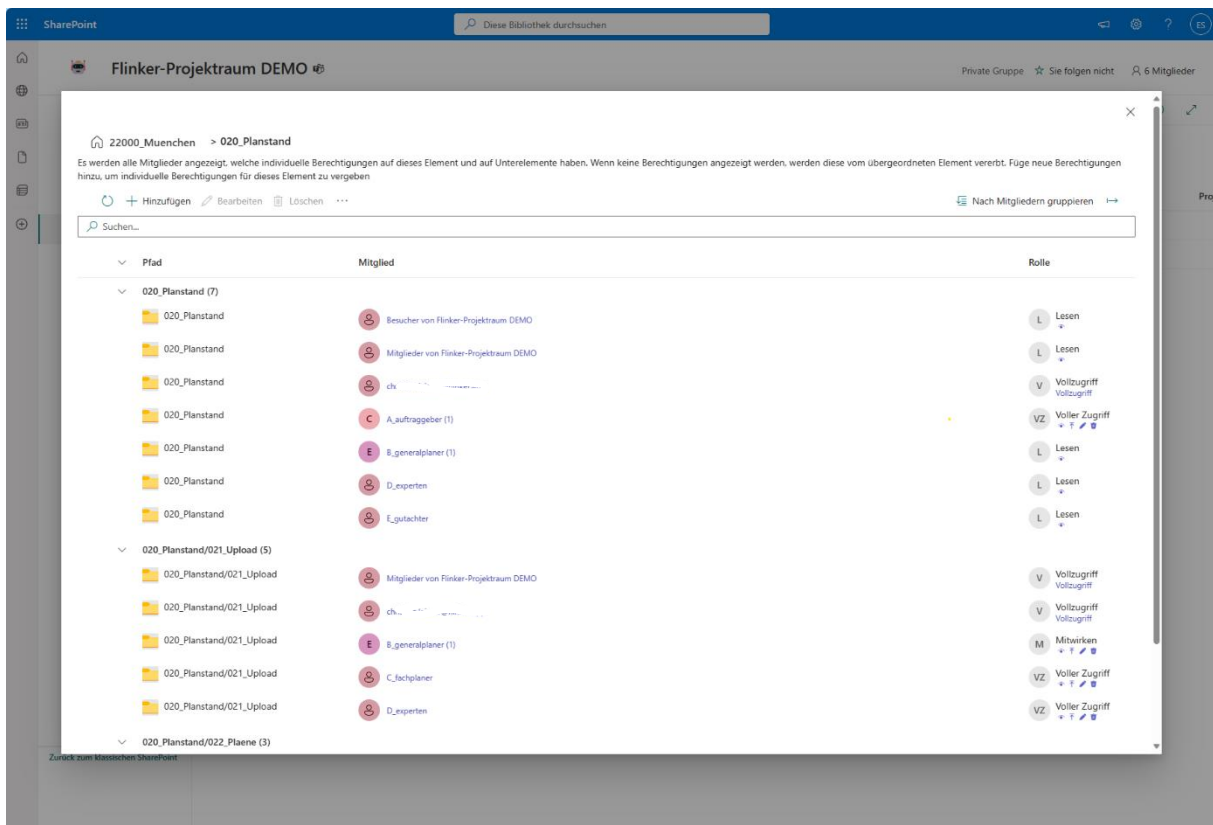 SharePoint
Diese Bibliothek durchsuchen
ES
Flinker-Projektraum DEMO
Private Gruppe Sie folgen nicht 6 Mitglieder
22000_Muenchen > 020_Planstand
Es werden alle Mitglieder angezeigt, welche individuelle Berechtigungen auf dieses Element und auf Unterelemente haben. Wenn keine Berechtigungen angezeigt werden, werden diese vom übergeordneten Element vererbt. Füge neue Berechtigungen
hinzu, um individuelle Berechtigungen für dieses Element zu vergeben
Hinzufügen Bearbeiten Löschen ... Nach Mitgliedern gruppieren
Pro
Suchen...
Pfad Mitglied Rolle
020_Planstand (7)
020_Planstand Besucher von Flinker-Projektraum DEMO L Lesen
020_Planstand Mitglieder von Flinker-Projektraum DEMO L Lesen
020_Planstand V Vollzugriff
Vollzugriff
020_Planstand C A_auftraggeber (1) VZ Voller Zugriff
020_Planstand E B_generalplaner (1) L Lesen
020_Planstand D_experten L Lesen
020_Planstand E_gutachter L Lesen
020_Planstand/021_Upload (5)
020_Planstand/021_Upload Mitglieder von Flinker-Projektraum DEMO V Vollzugriff
Vollzugriff
020_Planstand/021_Upload V Vollzugriff
Vollzugriff
020_Planstand/021_Upload E B_generalplaner (1) M Mitwirken
020_Planstand/021_Upload C_fachplaner VZ Voller Zugriff
020_Planstand/021_Upload D_experten VZ Voller Zugriff
020_Planstand/022_Plaene (3)
Zurück zum klassischen SharePoint